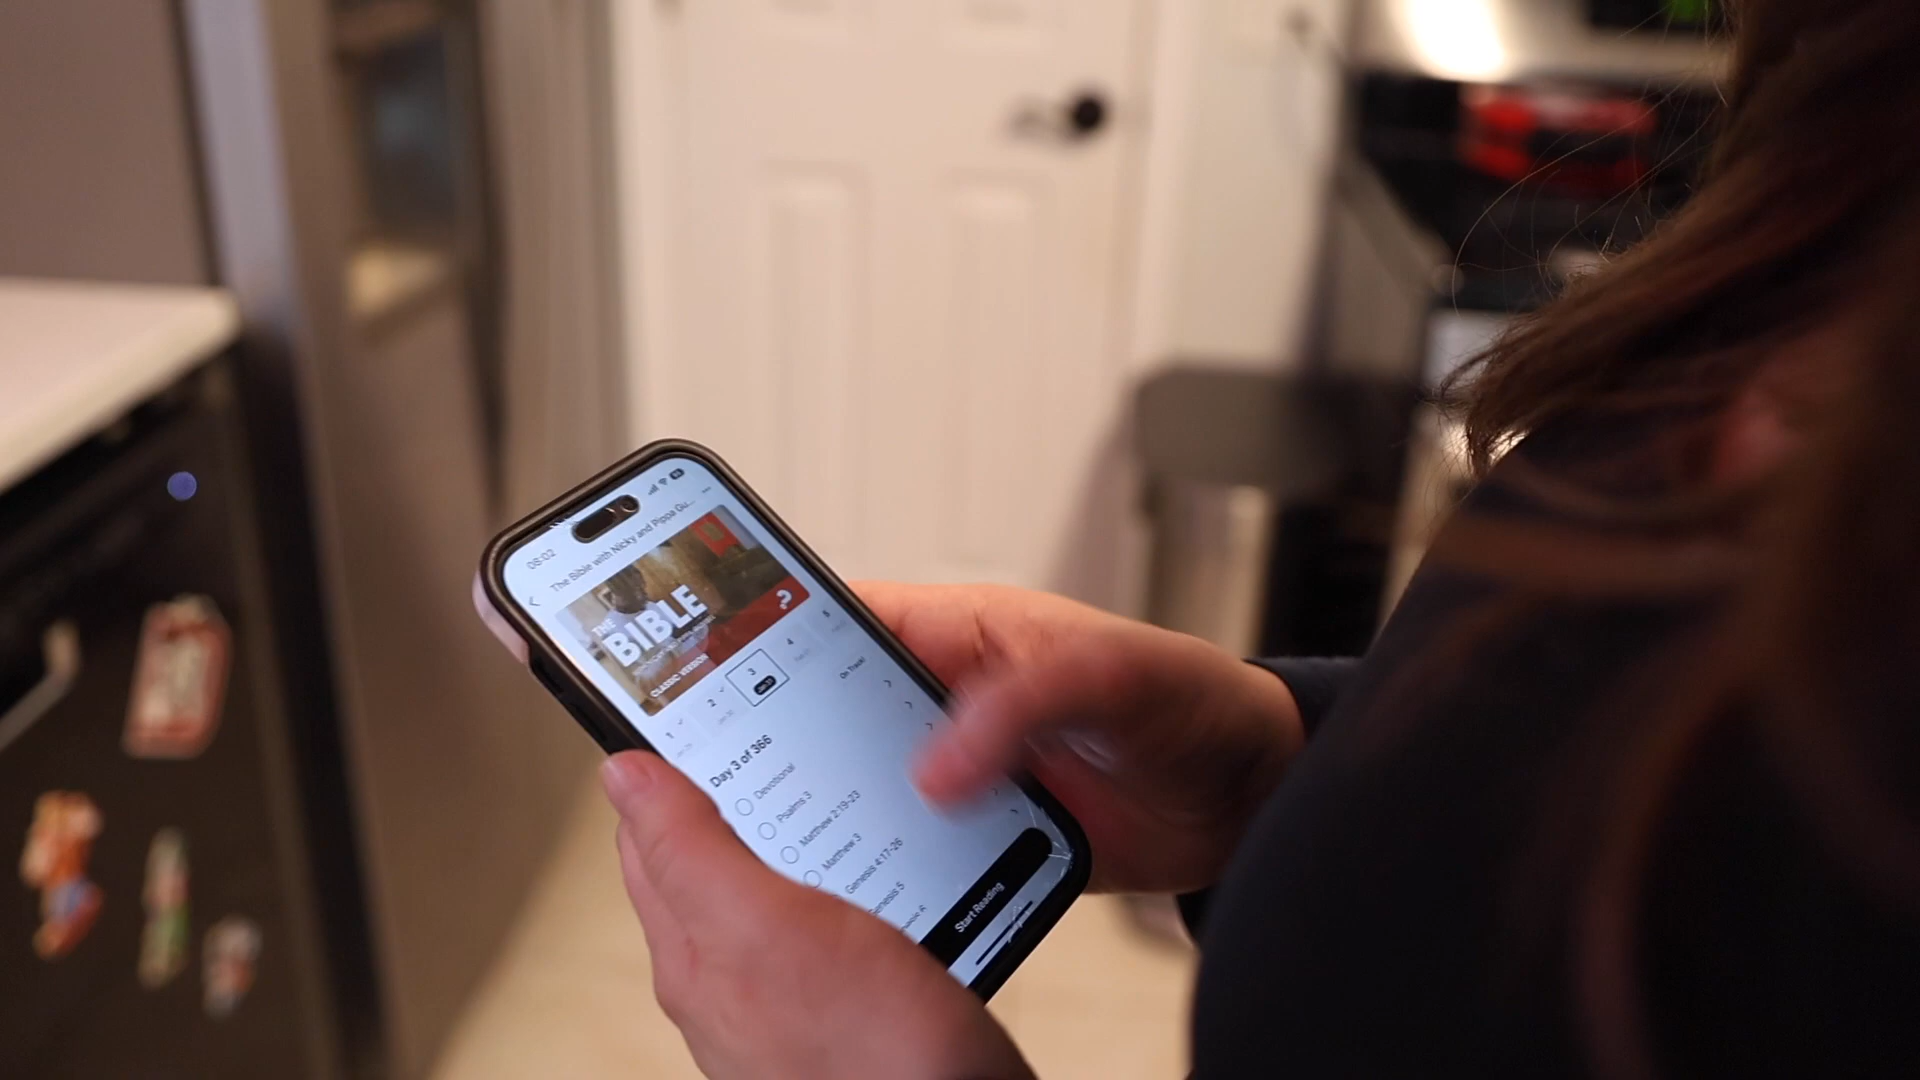 08:02
The Bible with Nicky and Pippa Gu...
THE
BIBLE
CLASSIC VERSION
1
2
3
4
5
Day 3 of 366
On Track!
Devotional
Psalms 3
Matthew 2:19-23
Matthew 3
Genesis 4:17-26
Genesis 5
Start Reading